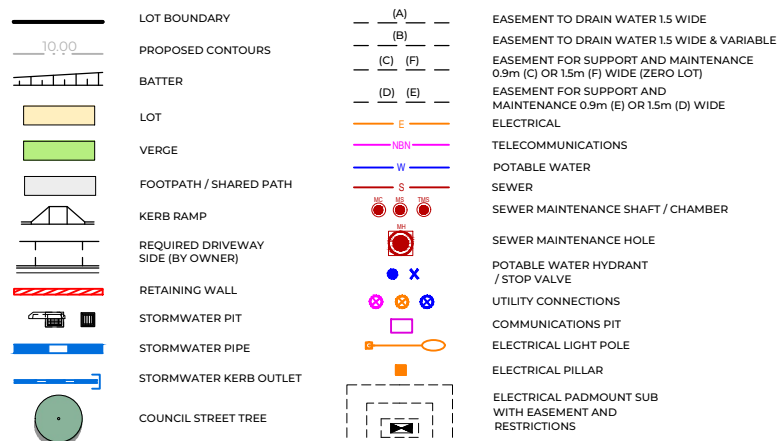 LOT BOUNDARY
10.00
PROPOSED CONTOURS
BATTER
LOT
VERGE
FOOTPATH / SHARED PATH
KERB RAMP
REQUIRED DRIVEWAY
SIDE (BY OWNER)
RETAINING WALL
STORMWATER PIT
STORMWATER PIPE
STORMWATER KERB OUTLET
COUNCIL STREET TREE
(A)
EASEMENT TO DRAIN WATER 1.5 WIDE
(B)
EASEMENT TO DRAIN WATER 1.5 WIDE & VARIABLE
(C) (F)
EASEMENT FOR SUPPORT AND MAINTENANCE
0.9m (C) OR 1.5m (F) WIDE (ZERO LOT)
(D) (E)
EASEMENT FOR SUPPORT AND
MAINTENANCE 0.9m (E) OR 1.5m (D) WIDE
E
ELECTRICAL
NBN
TELECOMMUNICATIONS
W
POTABLE WATER
S
SEWER
MC MS TMS
SEWER MAINTENANCE SHAFT / CHAMBER
MH
SEWER MAINTENANCE HOLE
POTABLE WATER HYDRANT
/ STOP VALVE
UTILITY CONNECTIONS
COMMUNICATIONS PIT
ELECTRICAL LIGHT POLE
ELECTRICAL PILLAR
ELECTRICAL PADMOUNT SUB
WITH EASEMENT AND
RESTRICTIONS